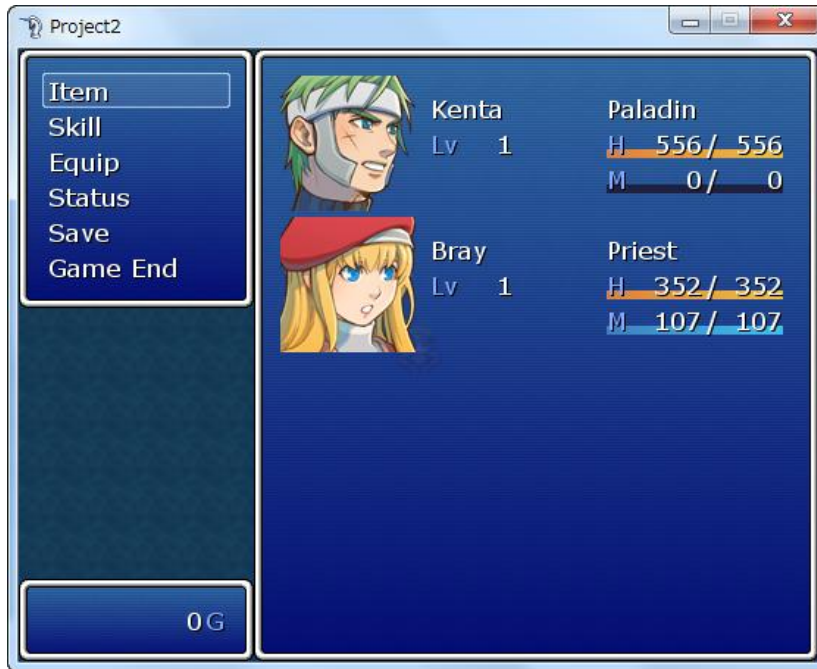 Project2
Item
Skill
Equip
Status
Save
Game End
Kenta Paladin
Lv 1 H 556/ 556
M 0/ 0
Bray Priest
Lv 1 H 352/ 352
M 107/ 107
0 G